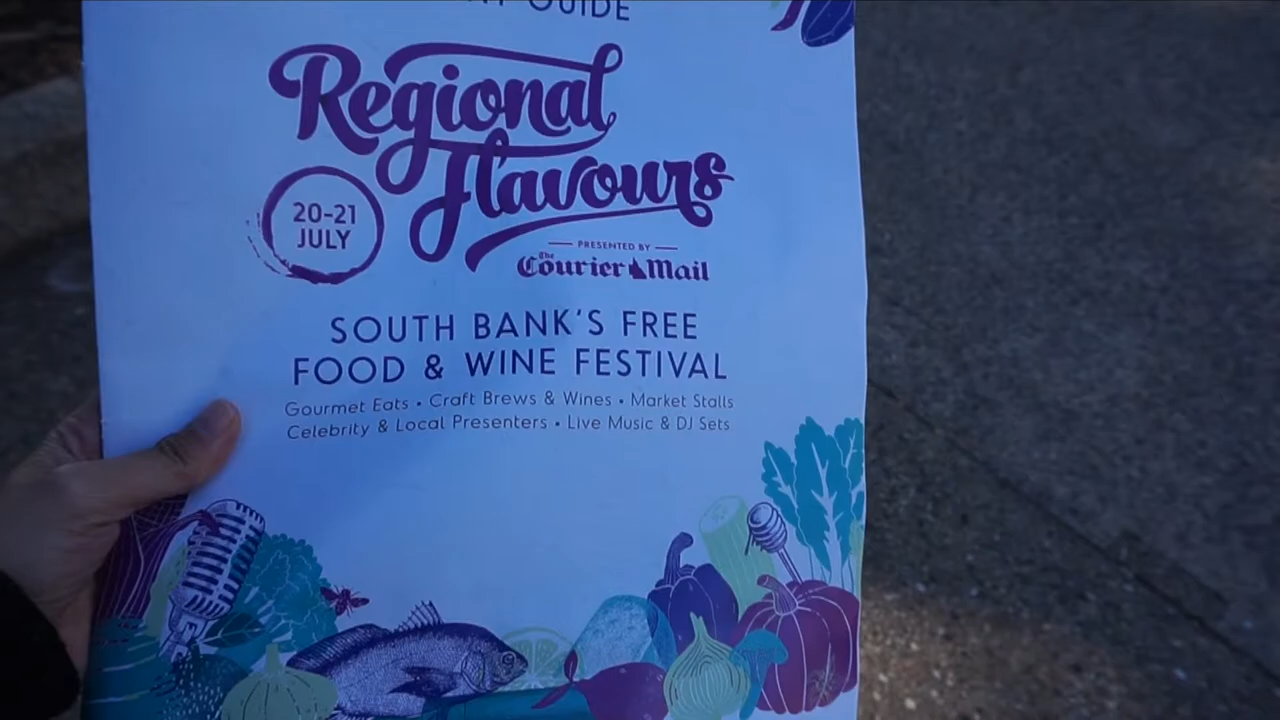 GUIDE
Regional
Flavours
20-21
JULY
PRESENTED BY
The Courier Mail
SOUTH BANK'S FREE
FOOD & WINE FESTIVAL
Gourmet Eats • Craft Brews & Wines • Market Stalls
Celebrity & Local Presenters • Live Music & DJ Sets